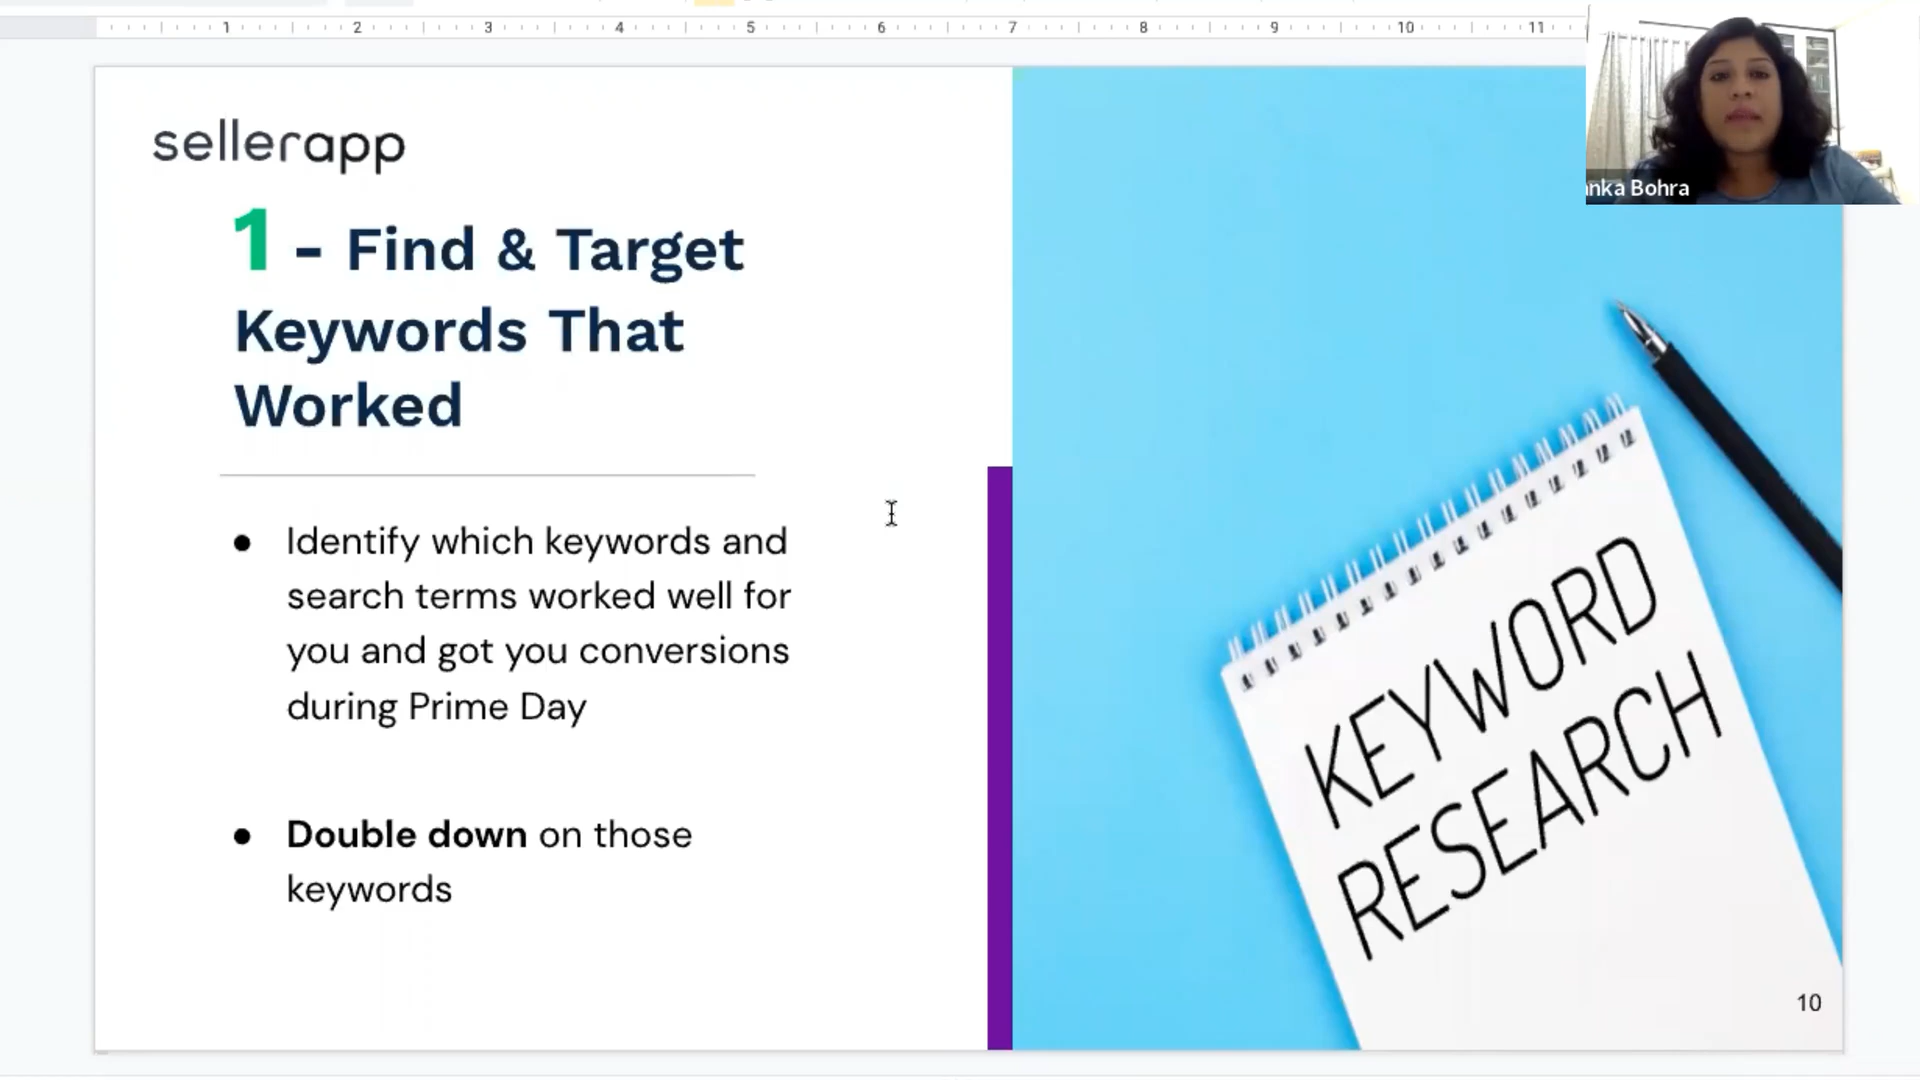 1 2 3 4 5 6 7 8 9 10 11
sellerapp
1 - Find & Target
Keywords That
Worked
● Identify which keywords and
search terms worked well for
you and got you conversions
during Prime Day
● Double down on those
keywords
KEYWORD
RESEARCH
10
Bohra